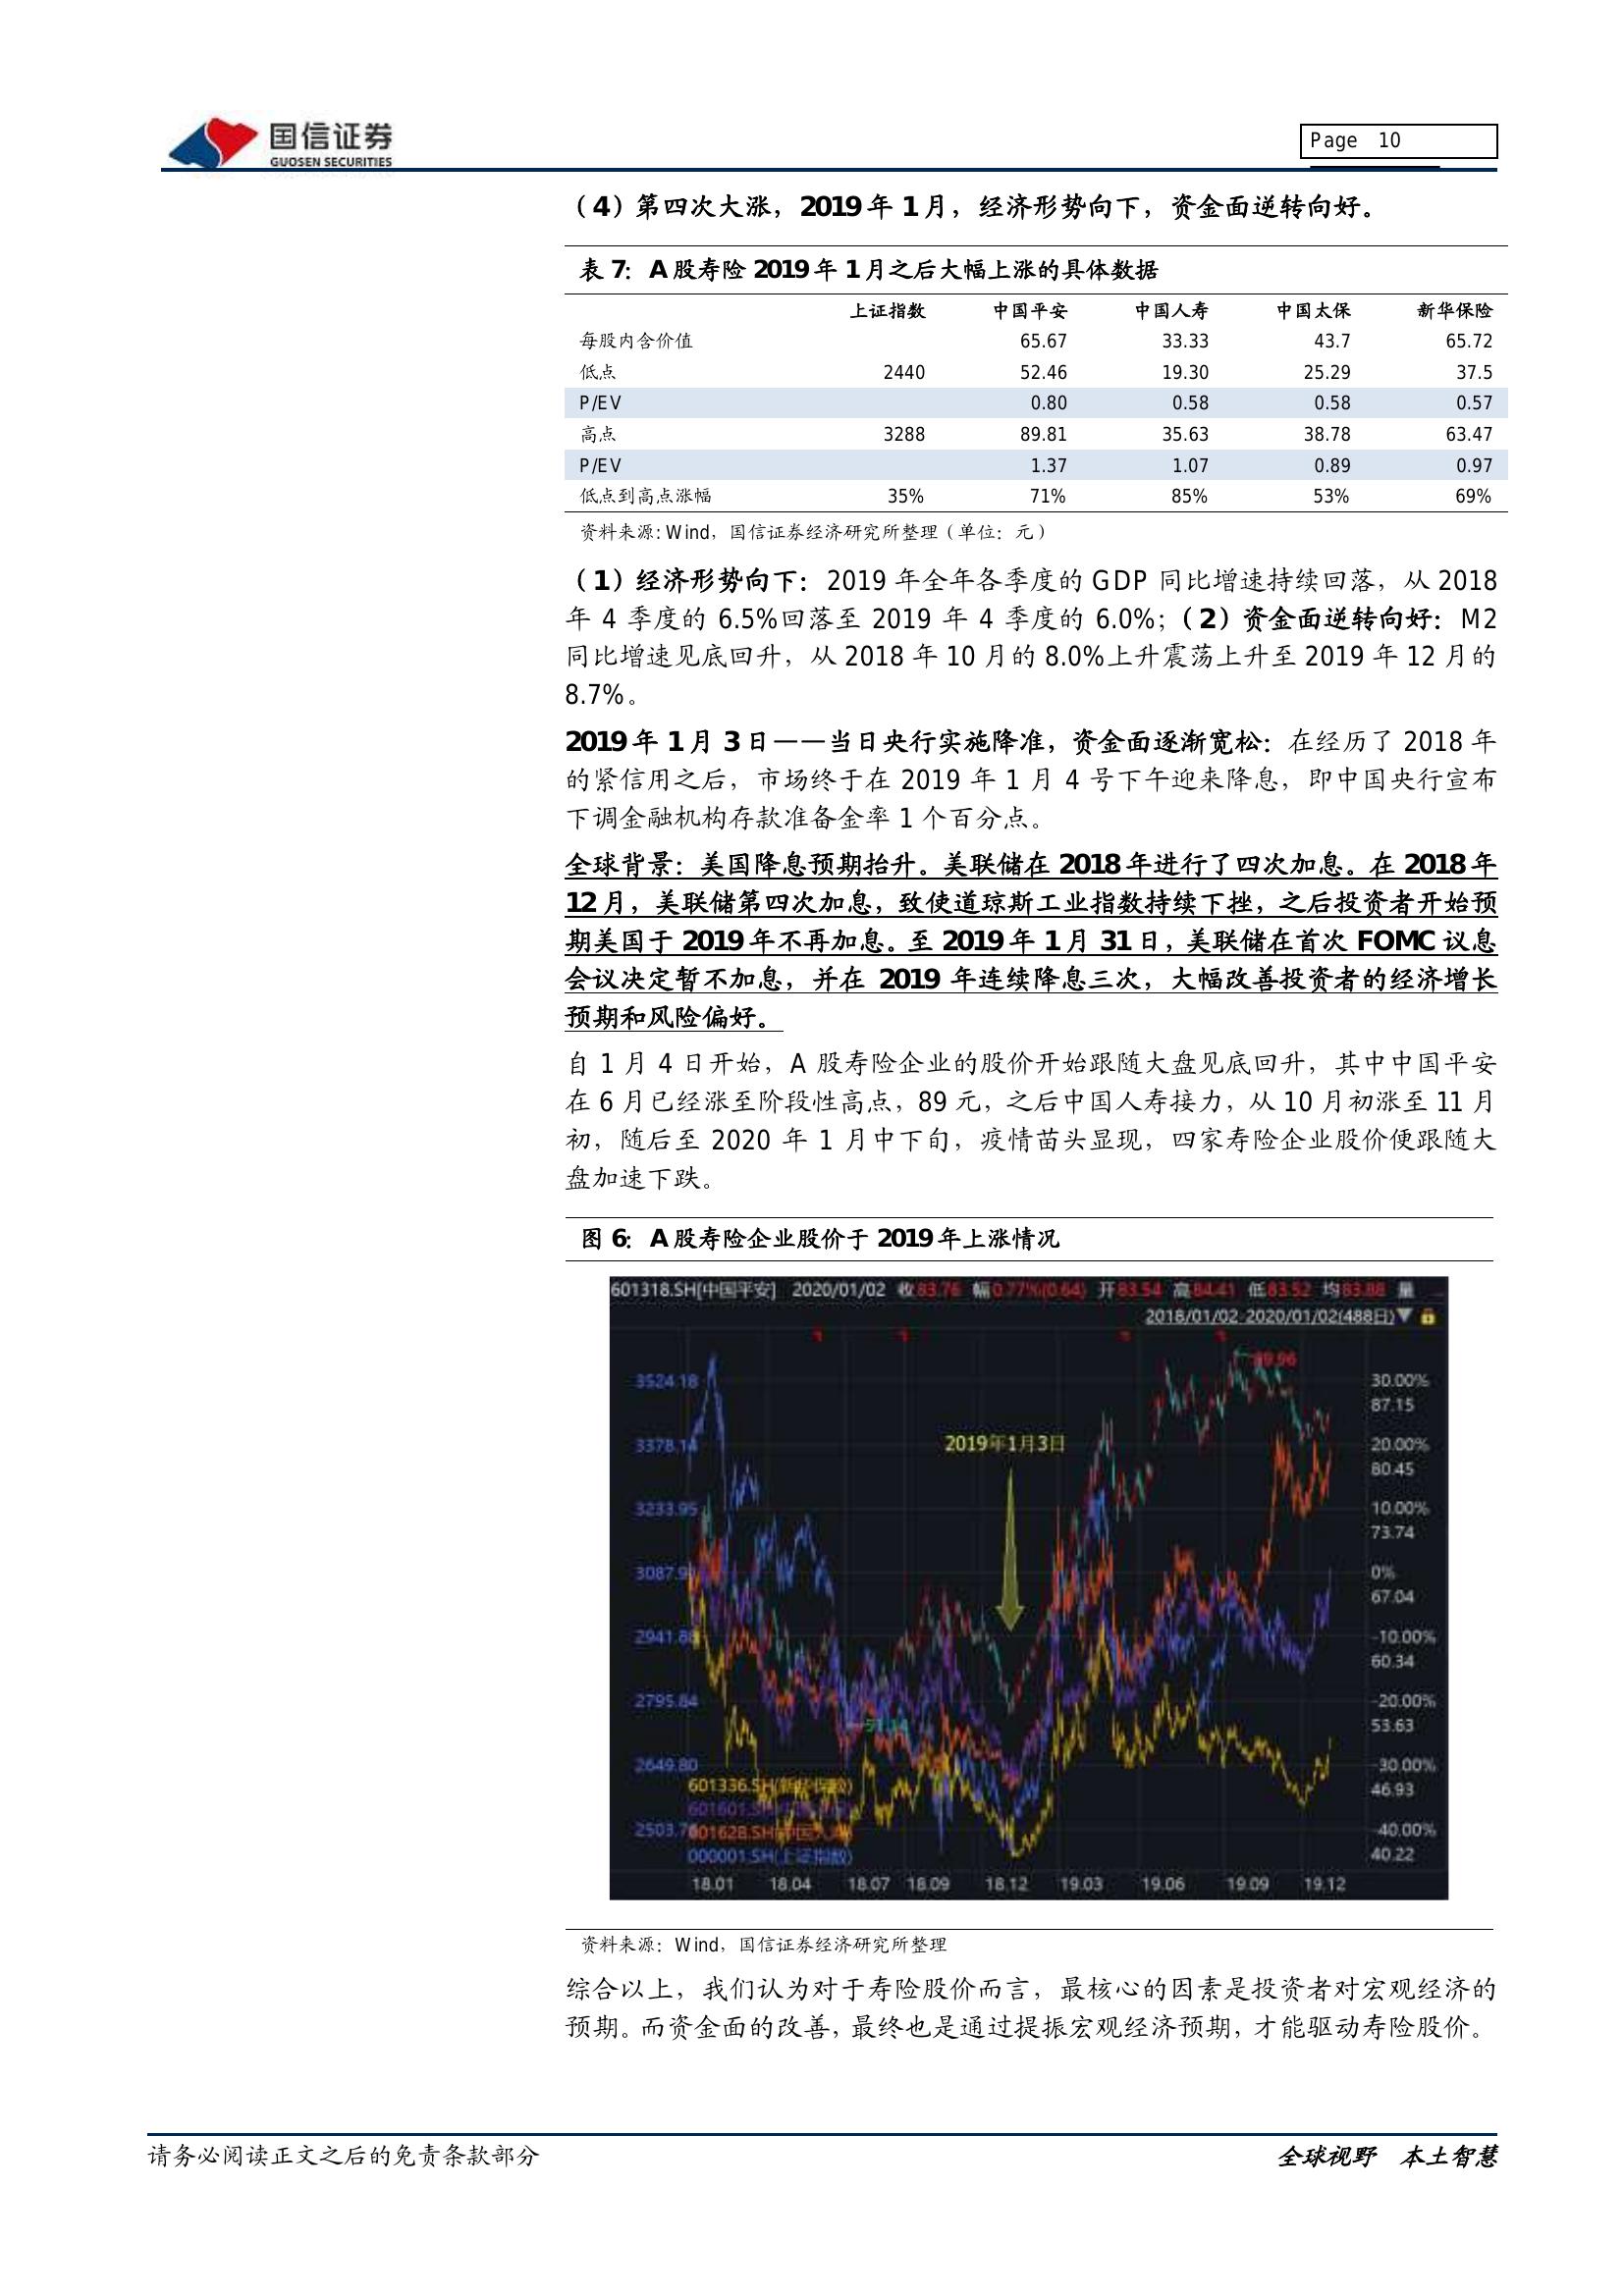 国信证券
GUOSEN SECURITIES
Page 10
（4）第四次大涨，2019 年 1 月，经济形势向下，资金面逆转向好。
表 7：A 股寿险 2019 年 1 月之后大幅上涨的具体数据
上证指数 中国平安 中国人寿 中国太保 新华保险
每股内含价值 65.67 33.33 43.7 65.72
低点 2440 52.46 19.30 25.29 37.5
P/EV 0.80 0.58 0.58 0.57
高点 3288 89.81 35.63 38.78 63.47
P/EV 1.37 1.07 0.89 0.97
低点到高点涨幅 35% 71% 85% 53% 69%
资料来源: Wind，国信证券经济研究所整理（单位：元）
（1）经济形势向下：2019 年全年各季度的 GDP 同比增速持续回落，从 2018
年 4 季度的 6.5%回落至 2019 年 4 季度的 6.0%；（2）资金面逆转向好：M2
同比增速见底回升，从 2018 年 10 月的 8.0%上升震荡上升至 2019 年 12 月的
8.7%。
2019 年 1 月 3 日——当日央行实施降准，资金面逐渐宽松：在经历了 2018 年
的紧信用之后，市场终于在 2019 年 1 月 4 号下午迎来降息，即中国央行宣布
下调金融机构存款准备金率 1 个百分点。
全球背景：美国降息预期抬升。美联储在 2018 年进行了四次加息。在 2018 年
12 月，美联储第四次加息，致使道琼斯工业指数持续下挫，之后投资者开始预
期美国于 2019 年不再加息。至 2019 年 1 月 31 日，美联储在首次 FOMC 议息
会议决定暂不加息，并在 2019 年连续降息三次，大幅改善投资者的经济增长
预期和风险偏好。
自 1 月 4 日开始，A 股寿险企业的股价开始跟随大盘见底回升，其中中国平安
在 6 月已经涨至阶段性高点，89 元，之后中国人寿接力，从 10 月初涨至 11 月
初，随后至 2020 年 1 月中下旬，疫情苗头显现，四家寿险企业股价便跟随大
盘加速下跌。
图 6：A 股寿险企业股价于 2019 年上涨情况
601318.SH[中国平安] 2020/01/02 收83.76 幅0.77%(0.64) 开83.54 高84.41 低83.52 均83.88 量
2018/01/02-2020/01/02(488日)
3524.18 30.00%
87.15
2019年1月3日
3378.14 20.00%
80.45
3233.95 10.00%
73.74
0%
67.04
-10.00%
60.34
2795.84 -20.00%
53.63
2649.80 -30.00%
46.93
601336.SH
-40.00%
40.22
000001.SH(上证指数)
18.01 18.04 18.07 18.09 18.12 19.03 19.06 19.09 19.12
资料来源：Wind，国信证券经济研究所整理
综合以上，我们认为对于寿险股价而言，最核心的因素是投资者对宏观经济的
预期。而资金面的改善，最终也是通过提振宏观经济预期，才能驱动寿险股价。
请务必阅读正文之后的免责条款部分
全球视野 本土智慧